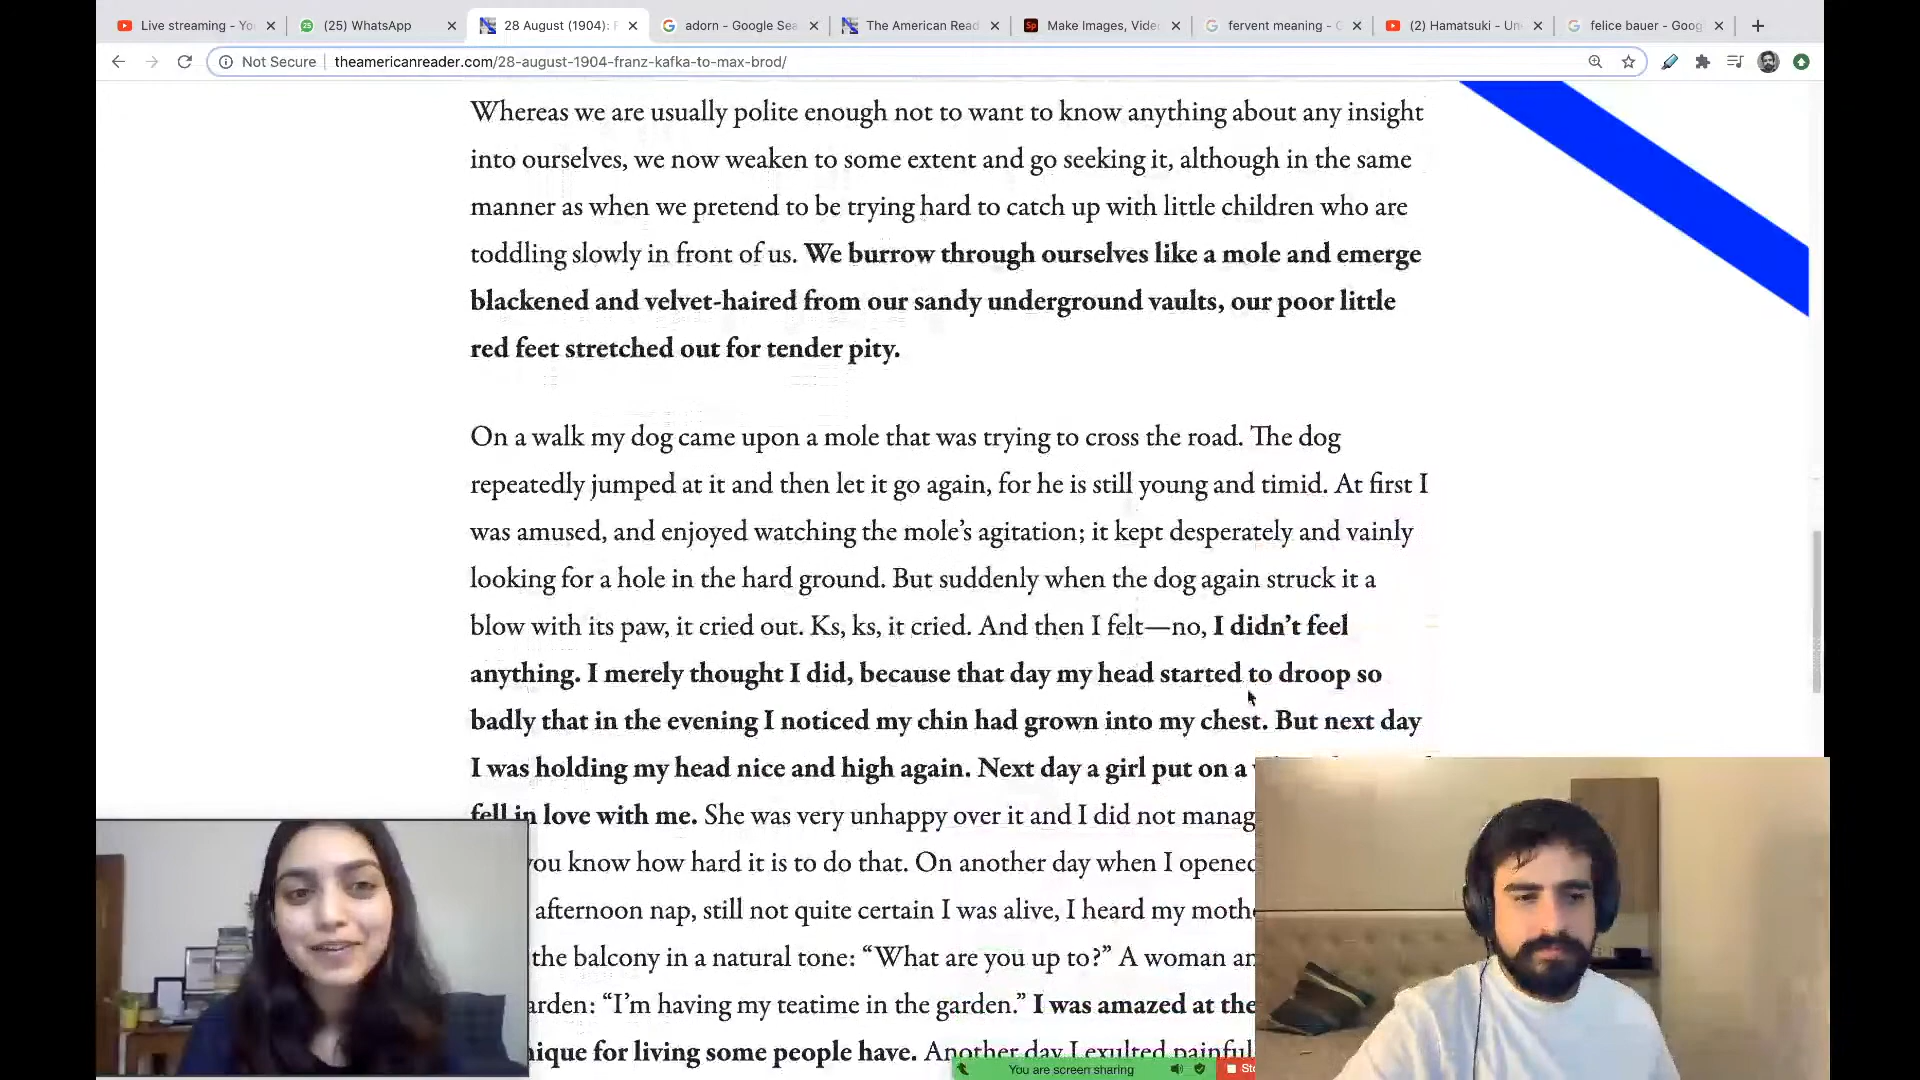 Live streaming - Yo
(25) WhatsApp
28 August (1904):
adorn - Google Sea
The American Read
Make Images, Vide
fervent meaning -
(2) Hamatsuki - Un
felice bauer - Goog
Not Secure
theamericanreader.com/28-august-1904-franz-kafka-to-max-brod/
Whereas we are usually polite enough not to want to know anything about any insight
into ourselves, we now weaken to some extent and go seeking it, although in the same
manner as when we pretend to be trying hard to catch up with little children who are
toddling slowly in front of us. We burrow through ourselves like a mole and emerge
blackened and velvet-haired from our sandy underground vaults, our poor little
red feet stretched out for tender pity.
On a walk my dog came upon a mole that was trying to cross the road. The dog
repeatedly jumped at it and then let it go again, for he is still young and timid. At first I
was amused, and enjoyed watching the mole’s agitation; it kept desperately and vainly
looking for a hole in the hard ground. But suddenly when the dog again struck it a
blow with its paw, it cried out. Ks, ks, it cried. And then I felt—no, I didn’t feel
anything. I merely thought I did, because that day my head started to droop so
badly that in the evening I noticed my chin had grown into my chest. But next day
I was holding my head nice and high again. Next day a girl put on a
fell in love with me. She was very unhappy over it and I did not manag
you know how hard it is to do that. On another day when I opened
afternoon nap, still not quite certain I was alive, I heard my moth
the balcony in a natural tone: “What are you up to?” A woman an
arden: “I’m having my teatime in the garden.” I was amazed at the
ique for living some people have. Another day I exulted painful
You are screen sharing